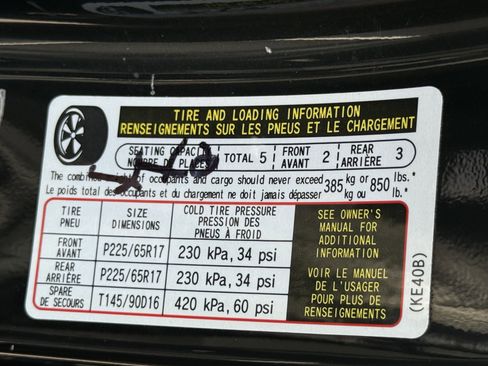 TIRE AND LOADING INFORMATION
RENSEIGNEMENTS SUR LES PNEUS ET LE CHARGEMENT
SEATING CAPACITY
NOMBRE DE PLACES TOTAL 5 FRONT AVANT 2 REAR ARRIÈRE 3
The combined weight of occupants and cargo should never exceed 385 kg or 850 lbs.
Le poids total des occupants et du chargement ne doit jamais dépasser 385 kg ou 850 lb.
TIRE PNEU SIZE DIMENSIONS COLD TIRE PRESSURE PRESSION DES PNEUS À FROID
FRONT AVANT P225/65R17 230 kPa, 34 psi
REAR ARRIÈRE P225/65R17 230 kPa, 34 psi
SPARE DE SECOURS T145/90D16 420 kPa, 60 psi
SEE OWNER'S
MANUAL FOR
ADDITIONAL
INFORMATION
VOIR LE MANUEL
DE L'USAGER
POUR PLUS DE
RENSEIGNEMENTS
(KE40B)